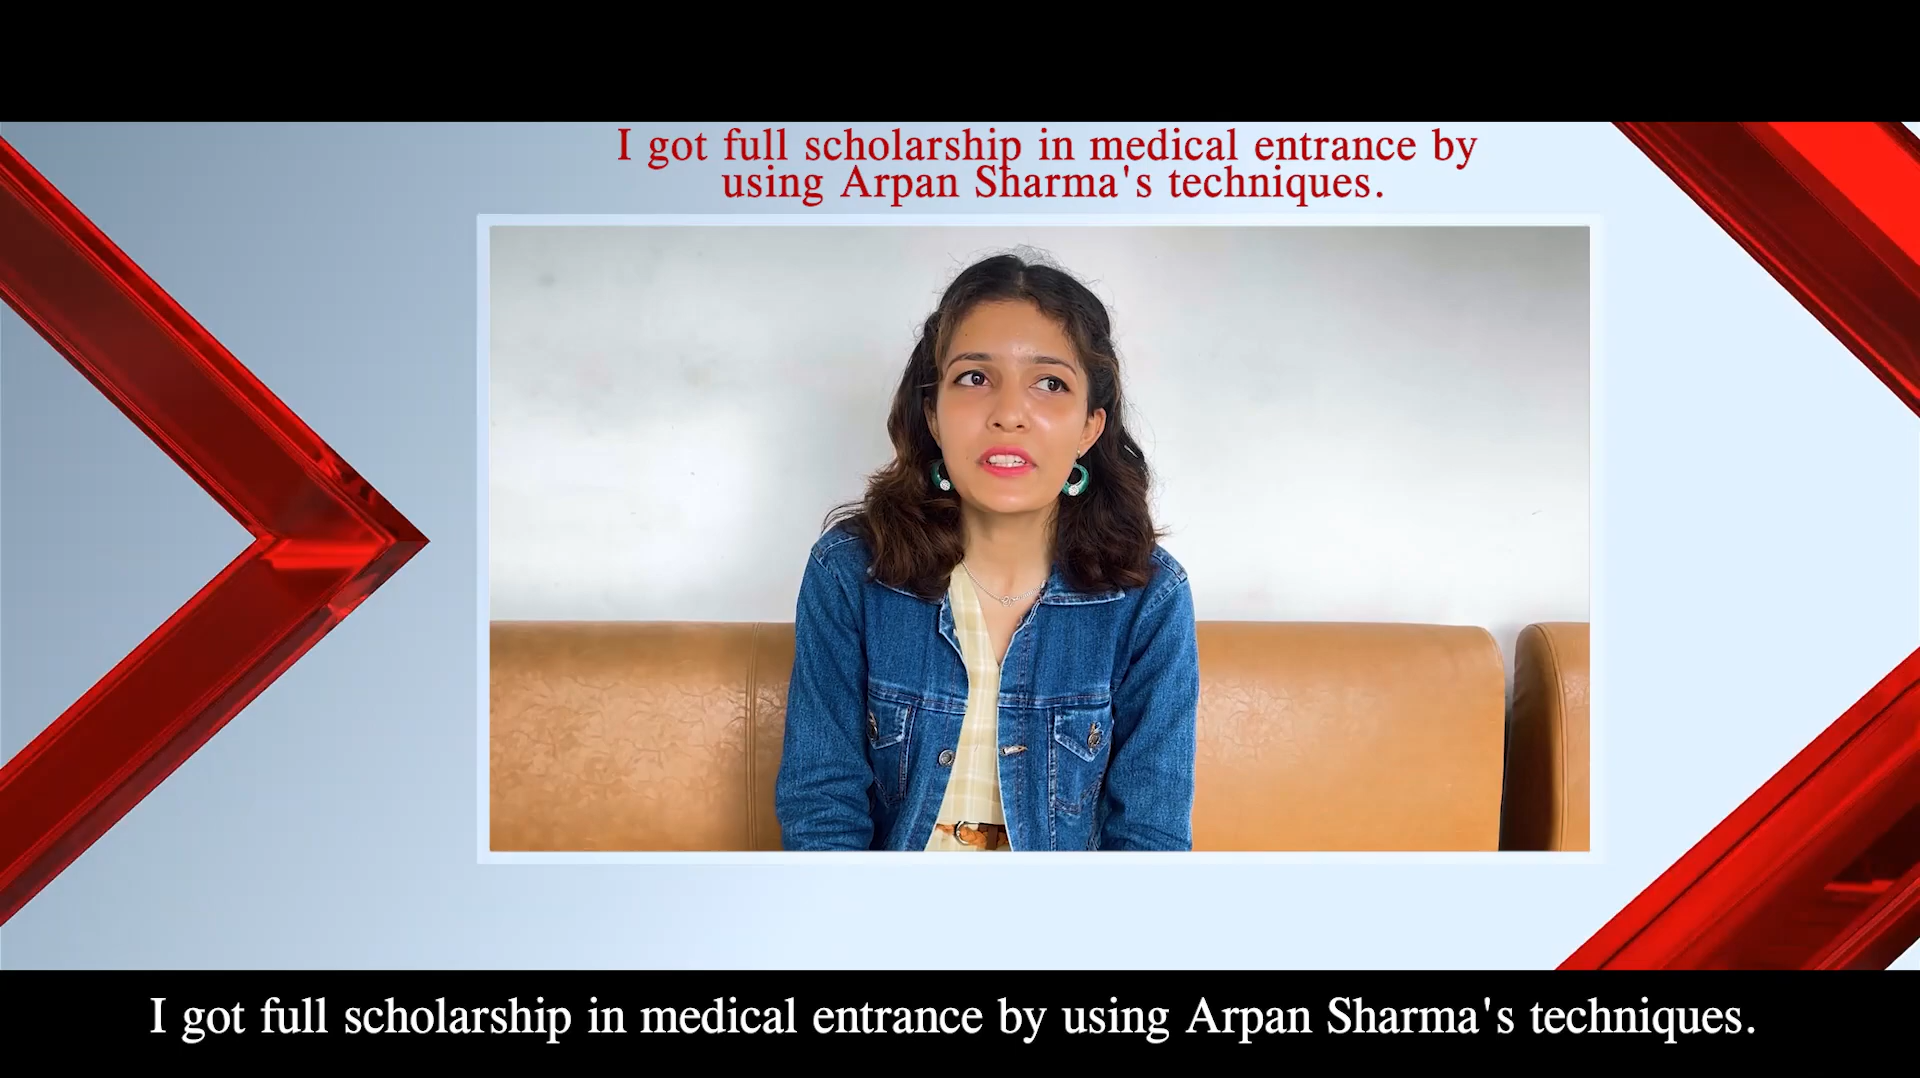 I got full scholarship in medical entrance by
using Arpan Sharma's techniques.
I got full scholarship in medical entrance by using Arpan Sharma's techniques.